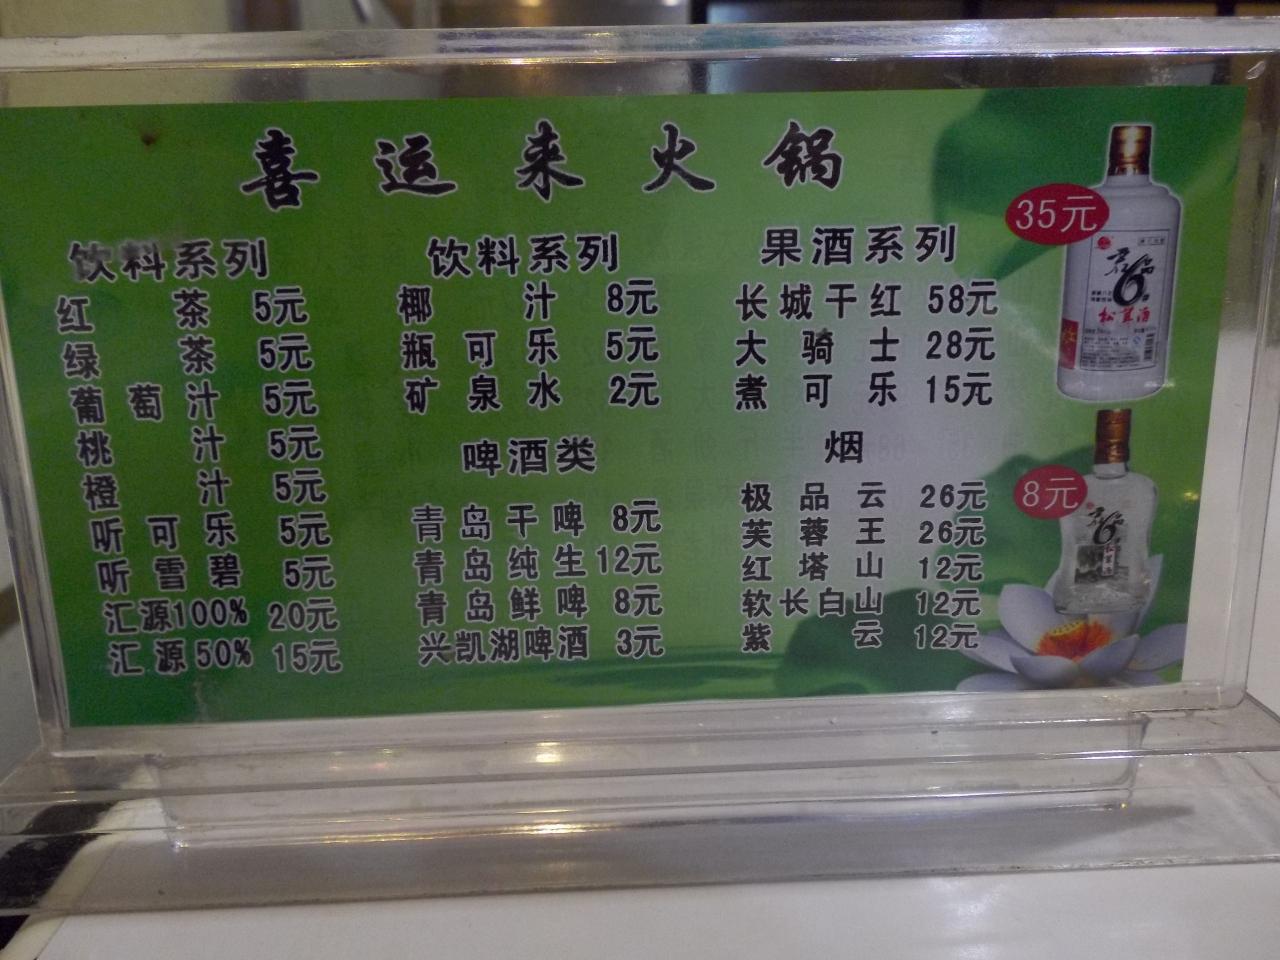 喜运来火锅
饮料系列
红茶 5元
绿茶 5元
葡萄汁 5元
桃汁 5元
橙汁 5元
听可乐 5元
听雪碧 5元
汇源100% 20元
汇源50% 15元
饮料系列
椰汁 8元
瓶可乐 5元
矿泉水 2元
啤酒类
青岛干啤 8元
青岛纯生 12元
青岛鲜啤 8元
兴凯湖啤酒 3元
果酒系列
长城干红 58元
大骑士 28元
煮可乐 15元
烟
极品云 26元
芙蓉王 26元
红塔山 12元
软长白山 12元
紫云 12元
35元
6
松茸酒
8元
6